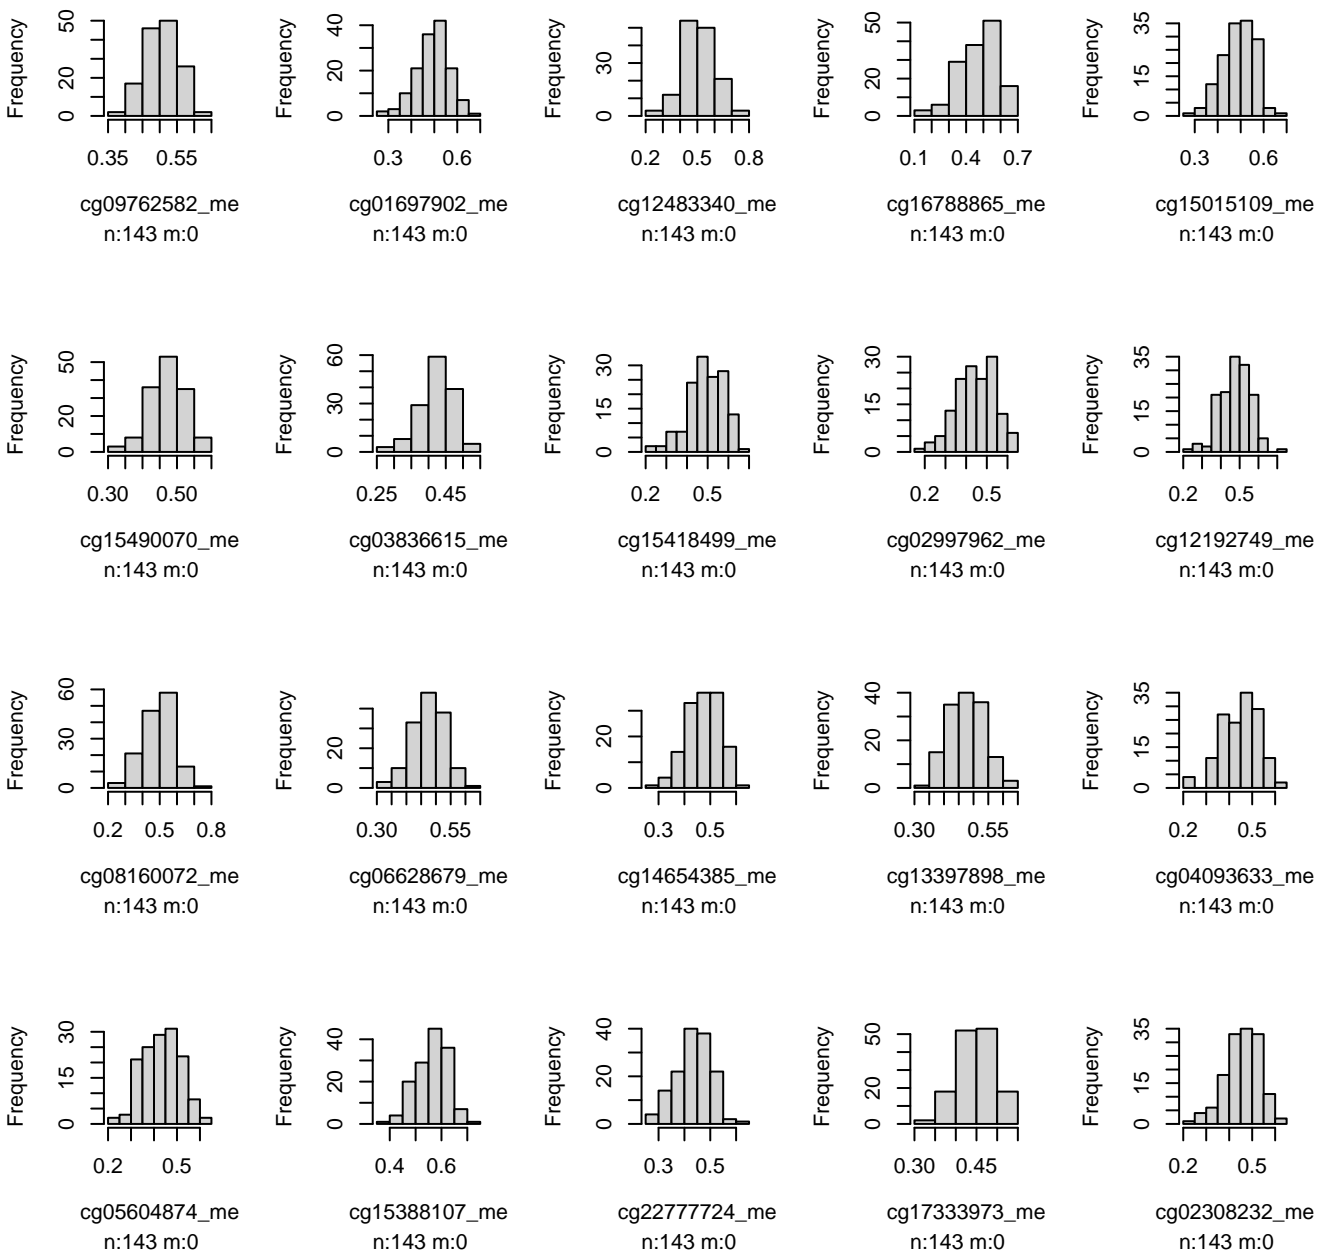 Frequency 0 20 50 0.35 0.55 cg09762582_me n:143 m:0
Frequency 0 20 40 0.3 0.6 cg01697902_me n:143 m:0
Frequency 0 30 0.2 0.5 0.8 cg12483340_me n:143 m:0
Frequency 0 20 50 0.1 0.4 0.7 cg16788865_me n:143 m:0
Frequency 0 15 35 0.3 0.6 cg15015109_me n:143 m:0
Frequency 0 20 50 0.30 0.50 cg15490070_me n:143 m:0
Frequency 0 30 60 0.25 0.45 cg03836615_me n:143 m:0
Frequency 0 15 30 0.2 0.5 cg15418499_me n:143 m:0
Frequency 0 15 30 0.2 0.5 cg02997962_me n:143 m:0
Frequency 0 15 35 0.2 0.5 cg12192749_me n:143 m:0
Frequency 0 30 60 0.2 0.5 0.8 cg08160072_me n:143 m:0
Frequency 0 20 0.30 0.55 cg06628679_me n:143 m:0
Frequency 0 20 0.3 0.5 cg14654385_me n:143 m:0
Frequency 0 20 40 0.30 0.55 cg13397898_me n:143 m:0
Frequency 0 15 35 0.2 0.5 cg04093633_me n:143 m:0
Frequency 0 15 30 0.2 0.5 cg05604874_me n:143 m:0
Frequency 0 20 40 0.4 0.6 cg15388107_me n:143 m:0
Frequency 0 20 40 0.3 0.5 cg22777724_me n:143 m:0
Frequency 0 20 50 0.30 0.45 cg17333973_me n:143 m:0
Frequency 0 15 35 0.2 0.5 cg02308232_me n:143 m:0